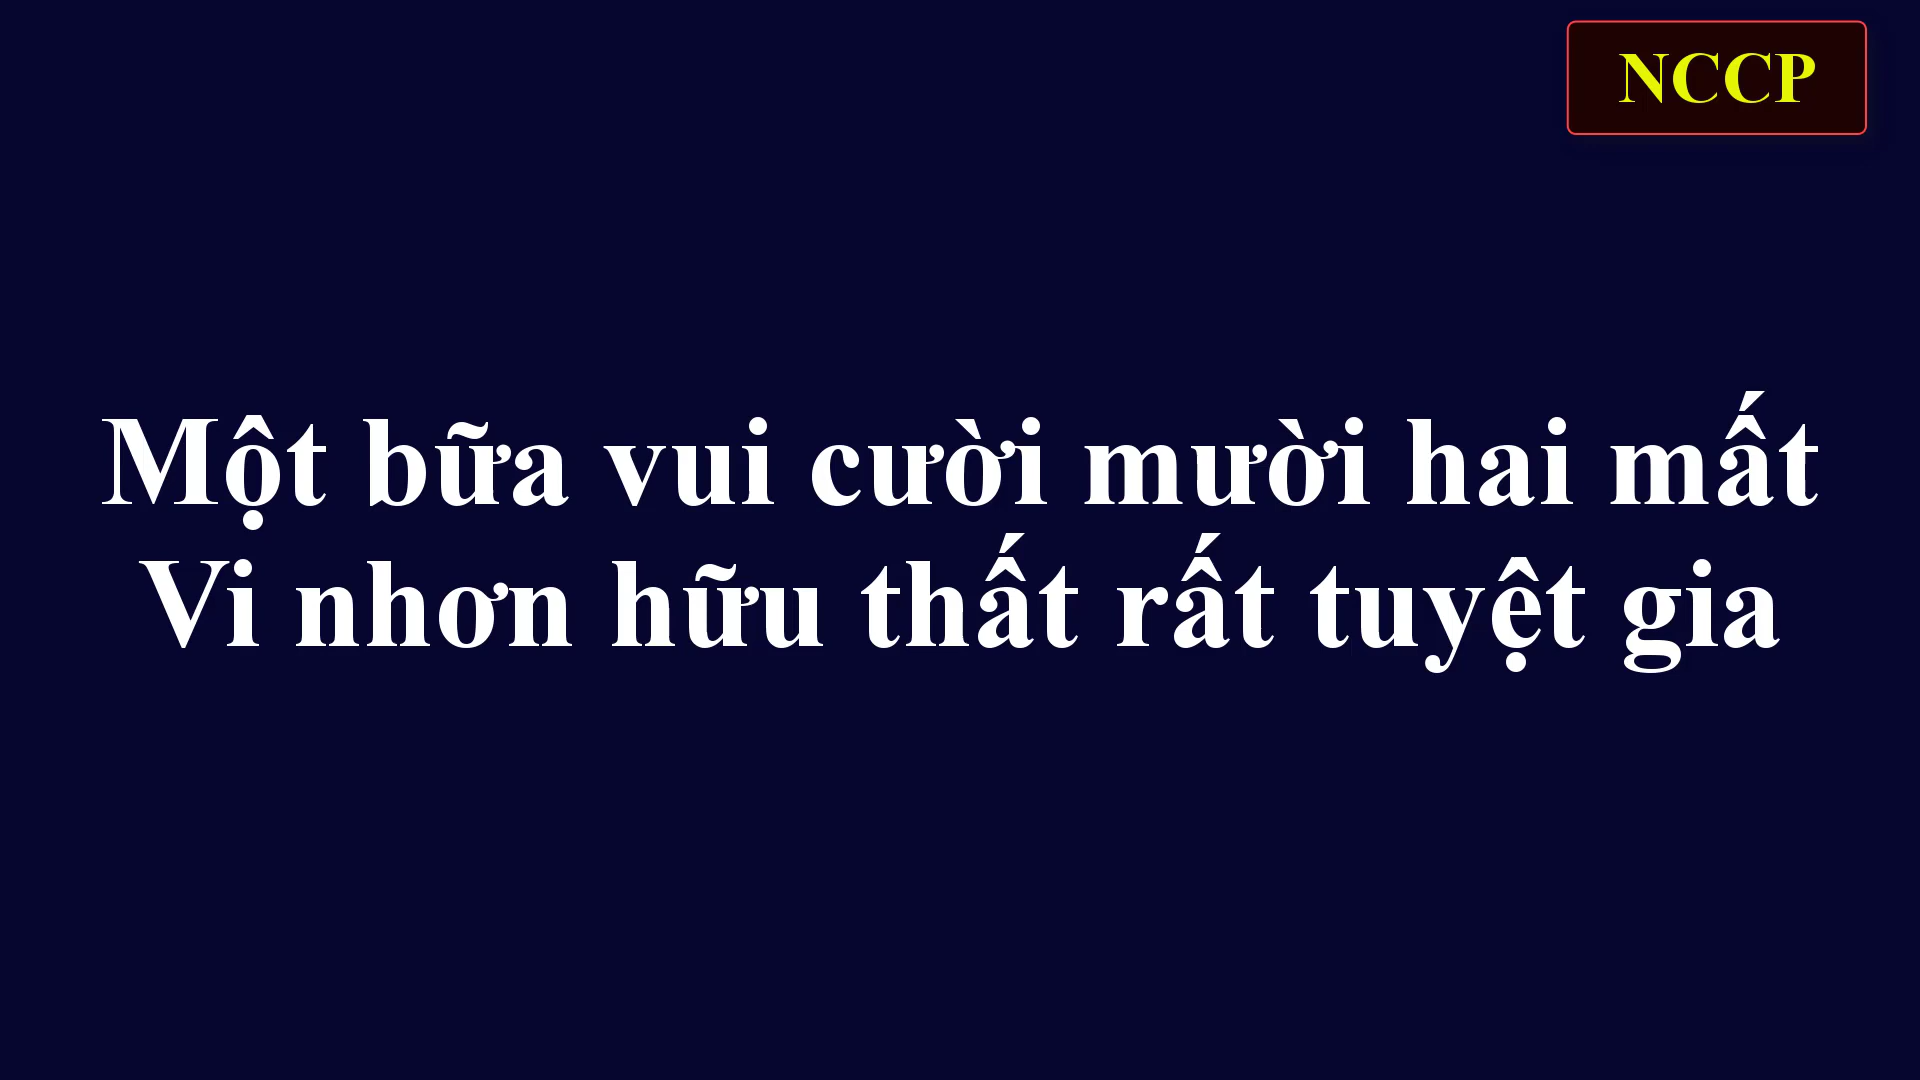 NCCP
Một bữa vui cười mười hai mất
Vi nhơn hữu thất rất tuyệt gia